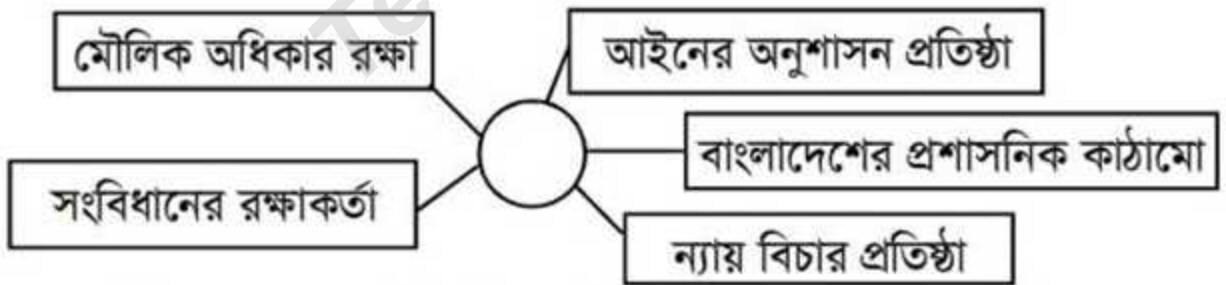 মৌলিক অধিকার রক্ষা
আইনের অনুশাসন প্রতিষ্ঠা
বাংলাদেশের প্রশাসনিক কাঠামো
সংবিধানের রক্ষাকর্তা
ন্যায় বিচার প্রতিষ্ঠা